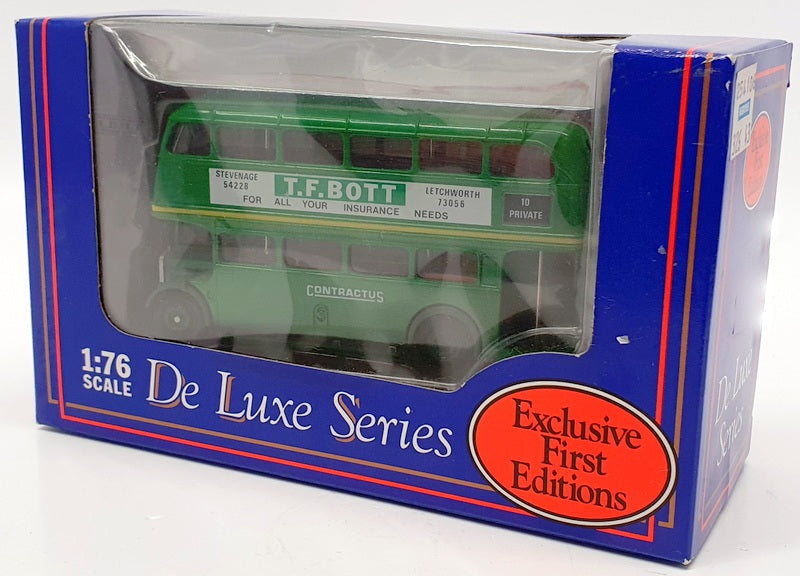 STEVENAGE
54228
T.F.BOTT
LETCHWORTH
73056
FOR ALL YOUR INSURANCE NEEDS
10
PRIVATE
CONTRACTUS
1:76
SCALE
De Luxe Series
Exclusive
First
Editions
De Luxe
Series